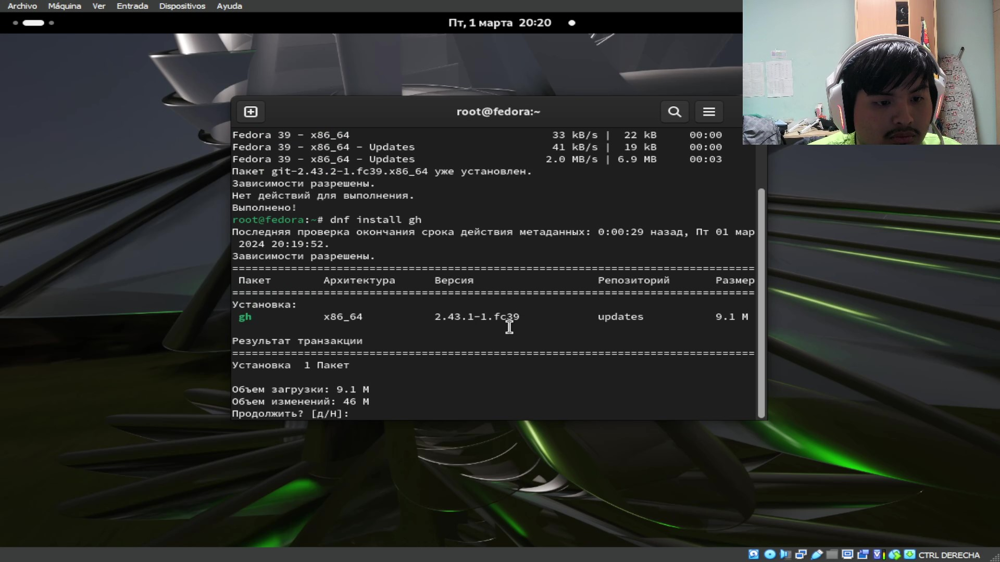 Archivo Máquina Ver Entrada Dispositivos Ayuda
Пт, 1 марта 20:20
root@fedora:~
Fedora 39 - x86_64 33 kB/s | 22 kB 00:00
Fedora 39 - x86_64 - Updates 41 kB/s | 19 kB 00:00
Fedora 39 - x86_64 - Updates 2.0 MB/s | 6.9 MB 00:03
Пакет git-2.43.2-1.fc39.x86_64 уже установлен.
Зависимости разрешены.
Нет действий для выполнения.
Выполнено!
root@fedora:~# dnf install gh
Последняя проверка окончания срока действия метаданных: 0:00:29 назад, Пт 01 мар
2024 20:19:52.
Зависимости разрешены.
================================================================================
Пакет Архитектура Версия Репозиторий Размер
================================================================================
Установка:
gh x86_64 2.43.1-1.fc39 updates 9.1 M
Результат транзакции
================================================================================
Установка 1 Пакет
Объем загрузки: 9.1 M
Объем изменений: 46 M
Продолжить? [д/Н]:
CTRL DERECHA